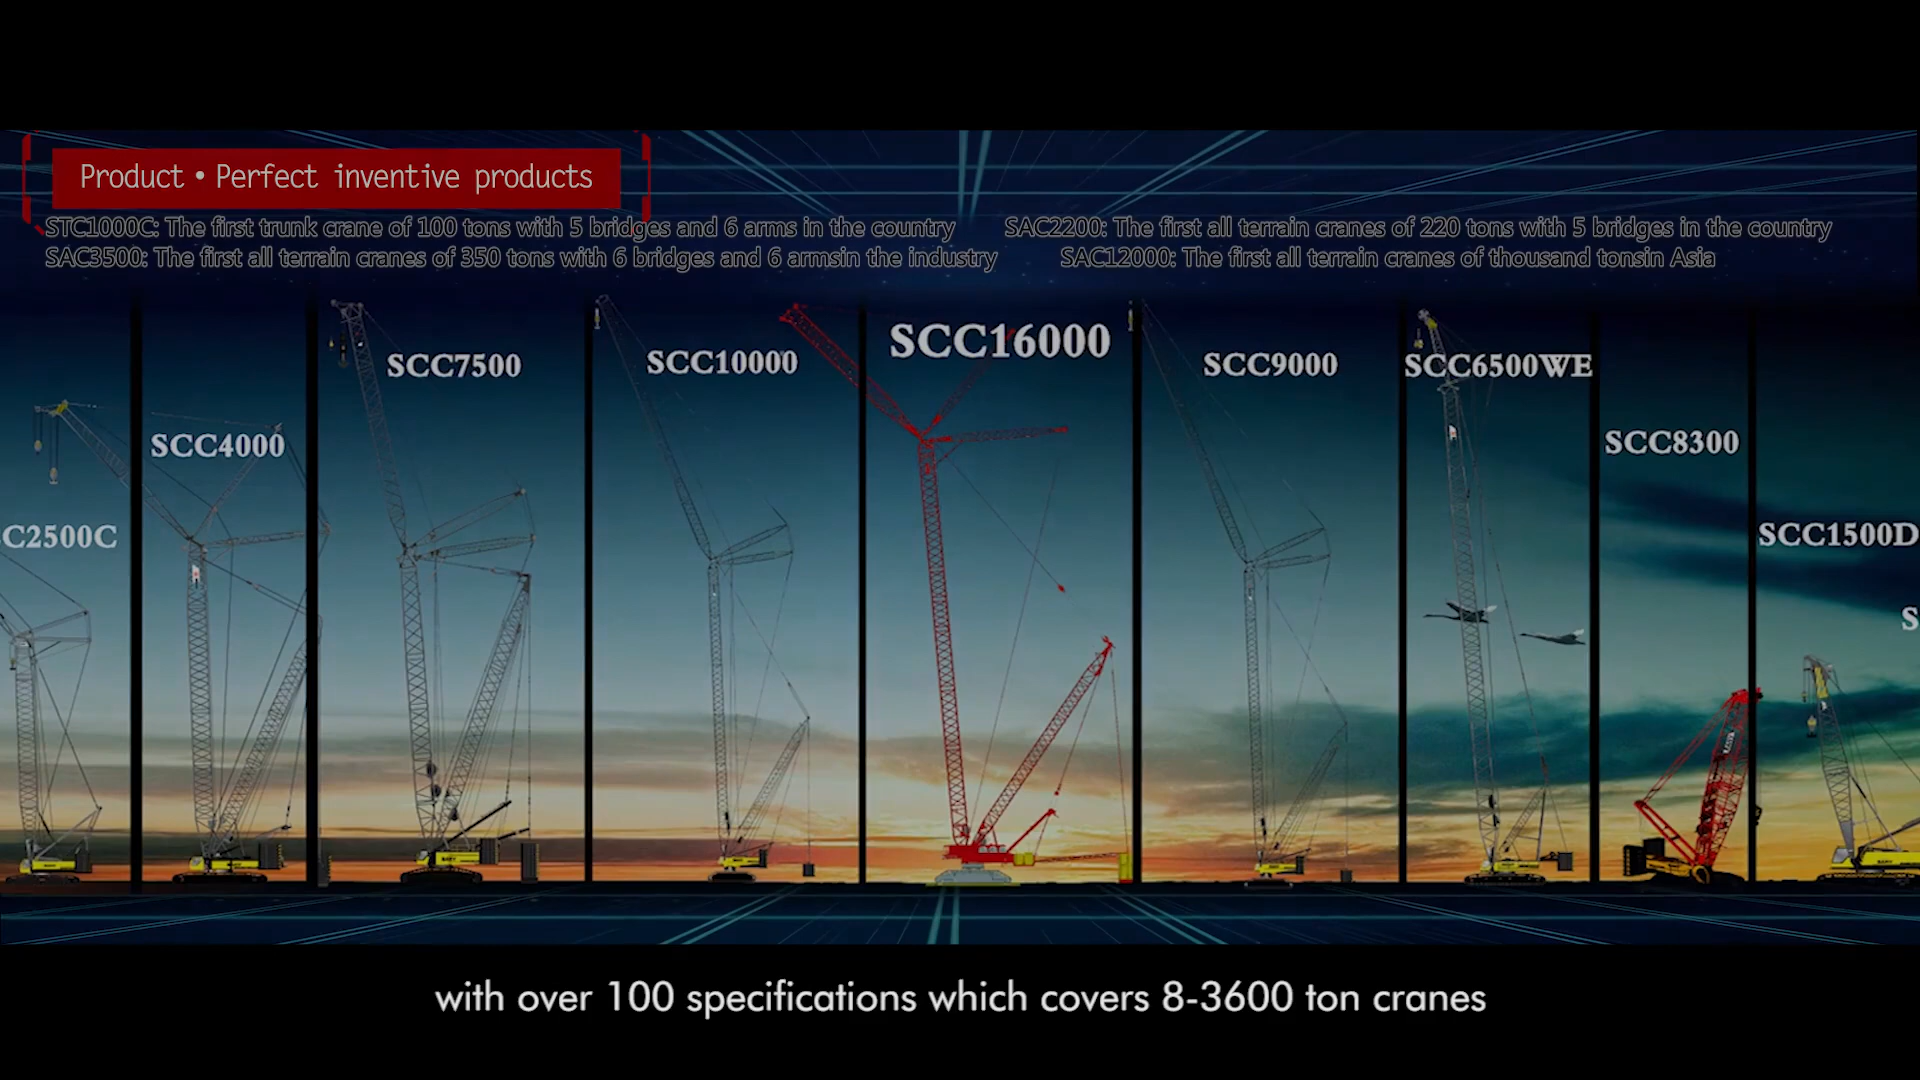 Product • Perfect inventive products
STC1000C: The first trunk crane of 100 tons with 5 bridges and 6 arms in the country
SAC2200: The first all terrain cranes of 220 tons with 5 bridges in the country
SAC3500: The first all terrain cranes of 350 tons with 6 bridges and 6 armsin the industry
SAC12000: The first all terrain cranes of thousand tonsin Asia
C2500C
SCC4000
SCC7500
SCC10000
SCC16000
SCC9000
SCC6500WE
SCC8300
SCC1500D
S
with over 100 specifications which covers 8-3600 ton cranes